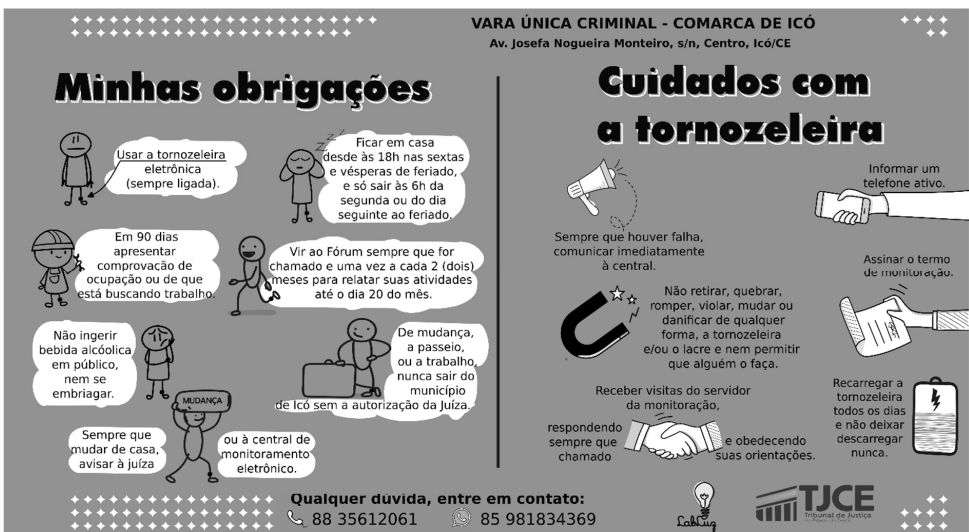 VARA ÚNICA CRIMINAL - COMARCA DE ICÓ
Av. Josefa Nogueira Monteiro, s/n, Centro, Icó/CE
Minhas obrigações
Usar a tornozeleira
eletrônica
(sempre ligada).
Ficar em casa
desde às 18h nas sextas
e vésperas de feriado,
e só sair às 6h da
segunda ou do dia
seguinte ao feriado.
Em 90 dias
apresentar
comprovação de
ocupação ou de que
está buscando trabalho.
Vir ao Fórum sempre que for
chamado e uma vez a cada 2 (dois)
meses para relatar suas atividades
até o dia 20 do mês.
Não ingerir
bebida alcóolica
em público,
nem se
embriagar.
De mudança,
a passeio,
ou a trabalho,
nunca sair do
município
de Icó sem a autorização da Juíza.
MUDANÇA
Sempre que
mudar de casa,
avisar à juíza
ou à central de
monitoramento
eletrônico.
Cuidados com
a tornozeleira
Sempre que houver falha,
comunicar imediatamente
à central.
Informar um
telefone ativo.
Assinar o termo
de monitoração.
Não retirar, quebrar,
romper, violar, mudar ou
danificar de qualquer
forma, a tornozeleira
e/ou o lacre e nem permitir
que alguém o faça.
Receber visitas do servidor
da monitoração,
respondendo
sempre que
chamado
e obedecendo
suas orientações.
Recarregar a
tornozeleira
todos os dias
e não deixar
descarregar
nunca.
Qualquer dúvida, entre em contato:
88 35612061
85 981834369
LabLuz
TJCE
Tribunal de Justiça